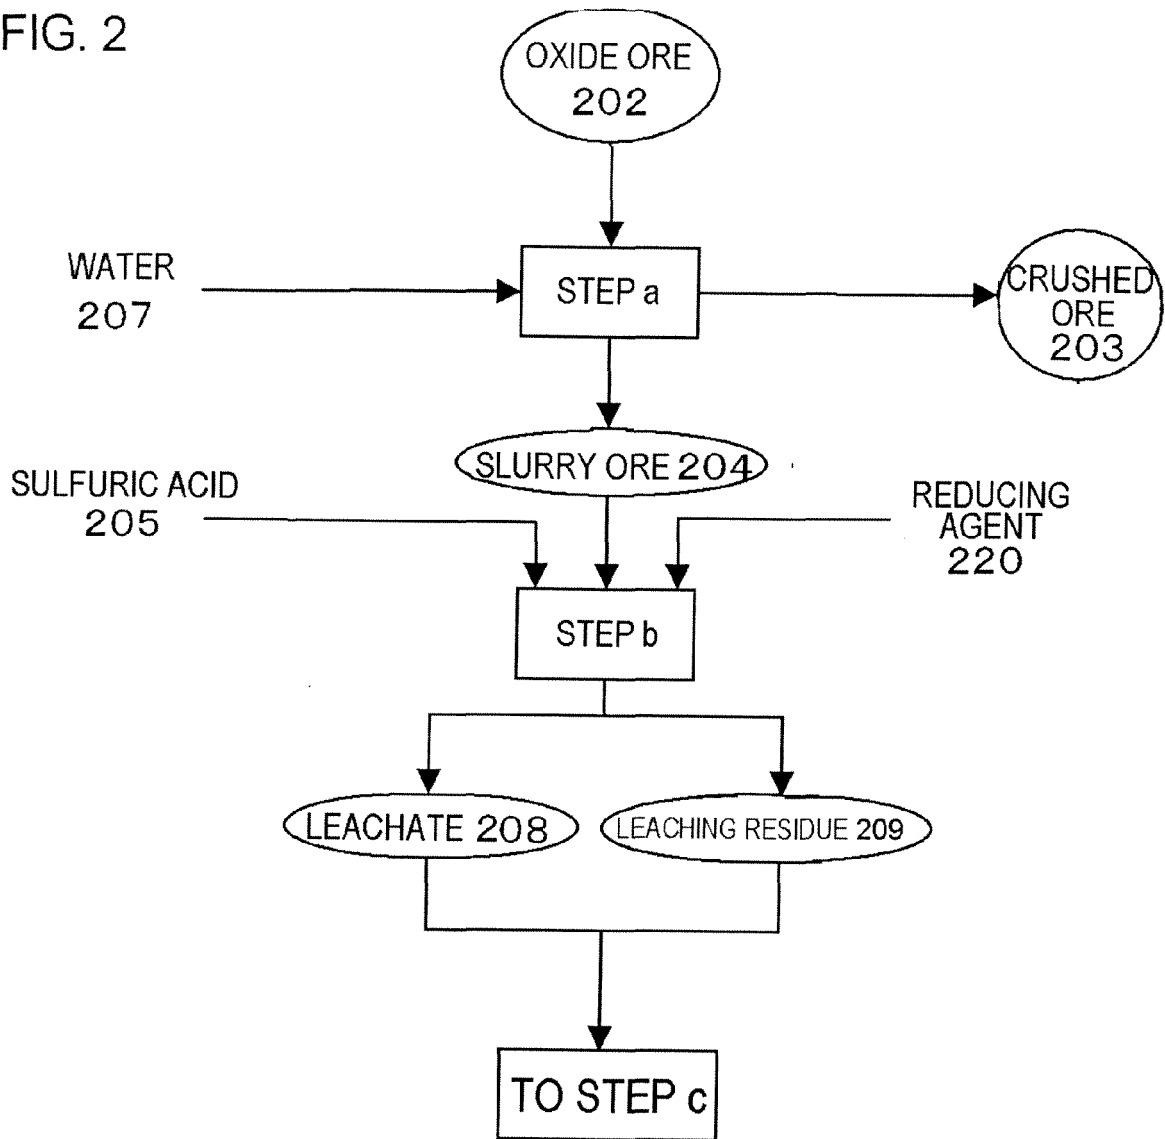 FIG. 2
OXIDE ORE
202
WATER
207
STEP a
CRUSHED
ORE
203
SLURRY ORE 204
SULFURIC ACID
205
REDUCING
AGENT
220
STEP b
LEACHATE 208
LEACHING RESIDUE 209
TO STEP c